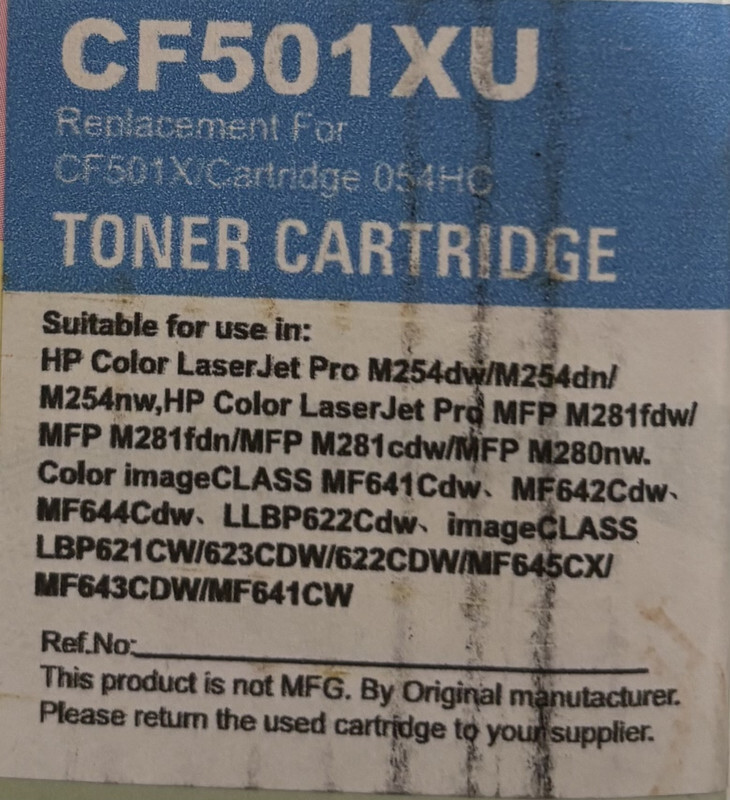 CF501XU
Replacement For
CF501X/Cartridge 054HC
TONER CARTRIDGE
Suitable for use in:
HP Color LaserJet Pro M254dw/M254dn/
M254nw,HP Color LaserJet Pro MFP M281fdw/
MFP M281fdn/MFP M281cdw/MFP M280nw.
Color imageCLASS MF641Cdw、MF642Cdw、
MF644Cdw、LLBP622Cdw、imageCLASS
LBP621CW/623CDW/622CDW/MF645CX/
MF643CDW/MF641CW
Ref.No:
This product is not MFG. By Original manutacturer.
Please return the used cartridge to your supplier.